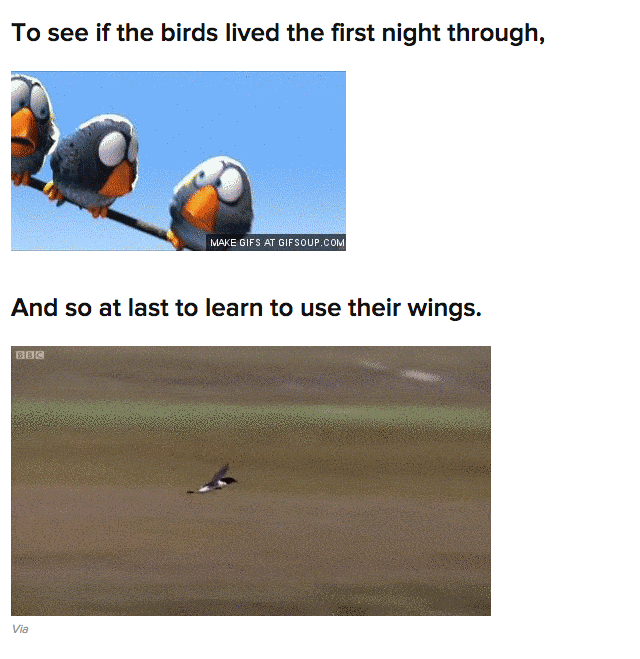 To see if the birds lived the first night through,
MAKE GIFS AT GIFSOUP.COM
And so at last to learn to use their wings.
BBC
Via